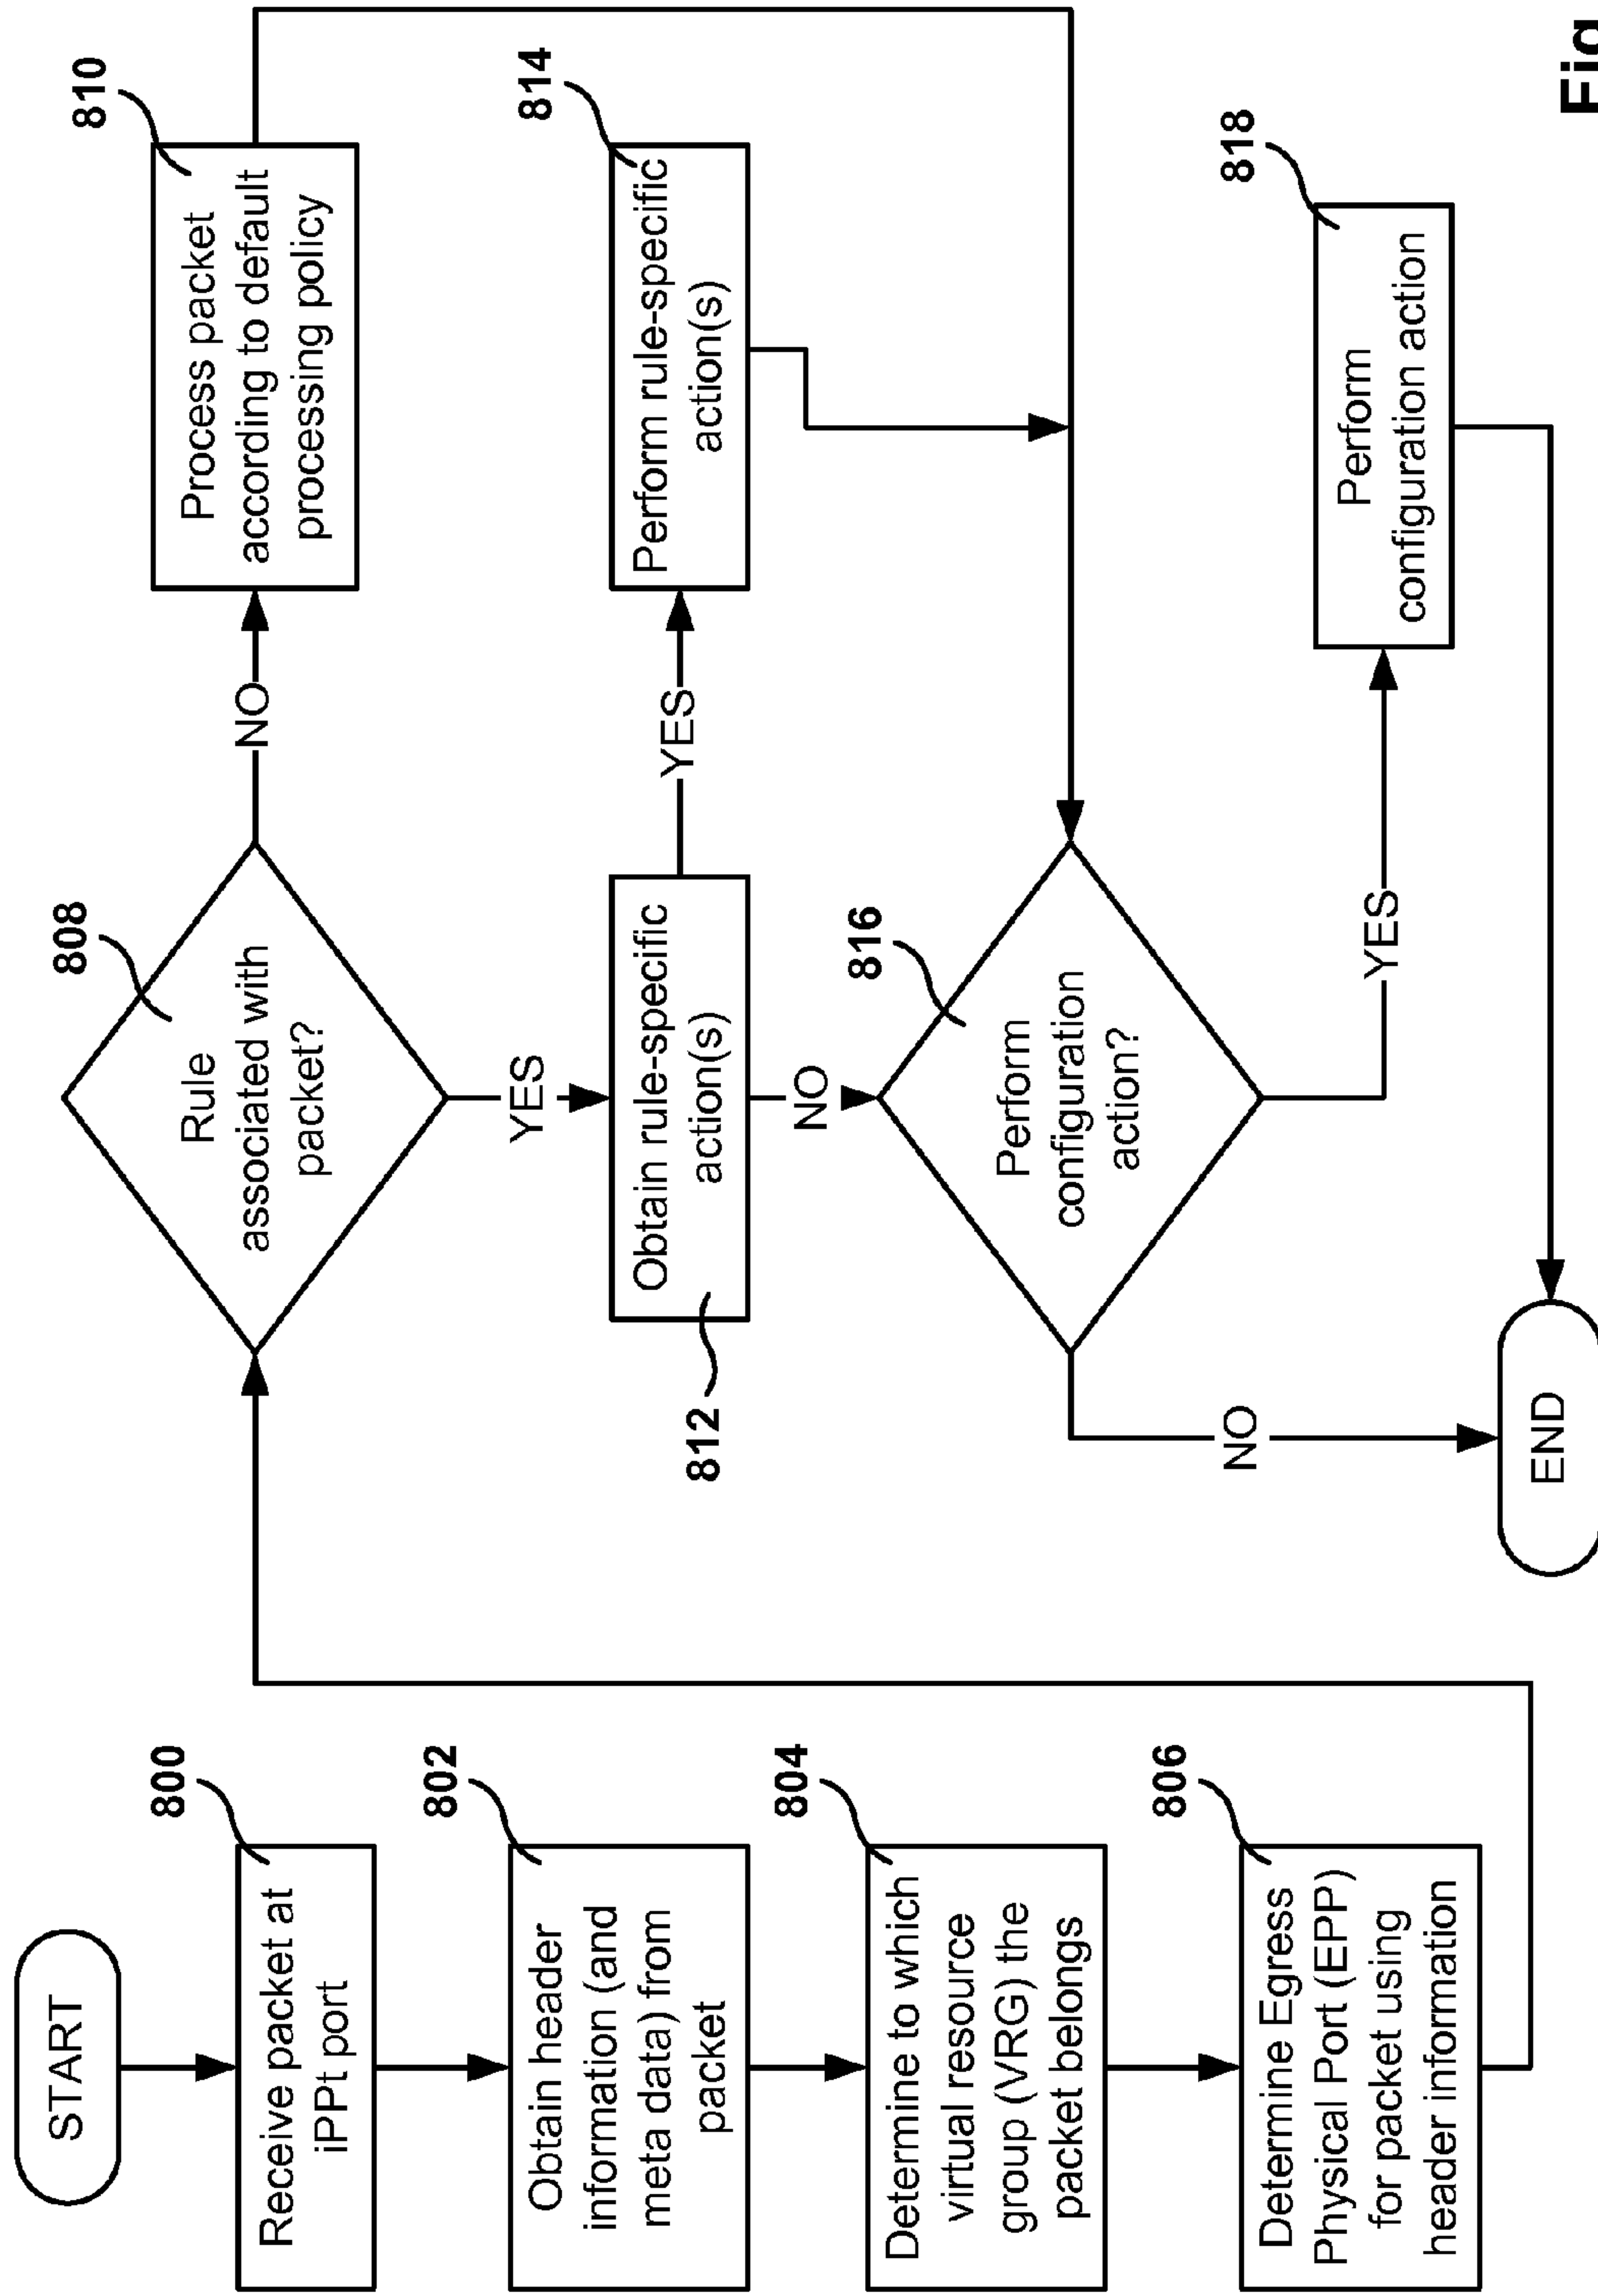 START
800
Receive packet at
iPPt port
802
Obtain header
information (and
meta data) from
packet
804
Determine to which
virtual resource
group (VRG) the
packet belongs
806
Determine Egress
Physical Port (EPP)
for packet using
header information
808
Rule
associated with
packet?
NO
810
Process packet
according to default
processing policy
YES
812
Obtain rule-specific
action(s)
YES
814
Perform rule-specific
action(s)
NO
816
Perform
configuration
action?
YES
818
Perform
configuration action
NO
END
Fig